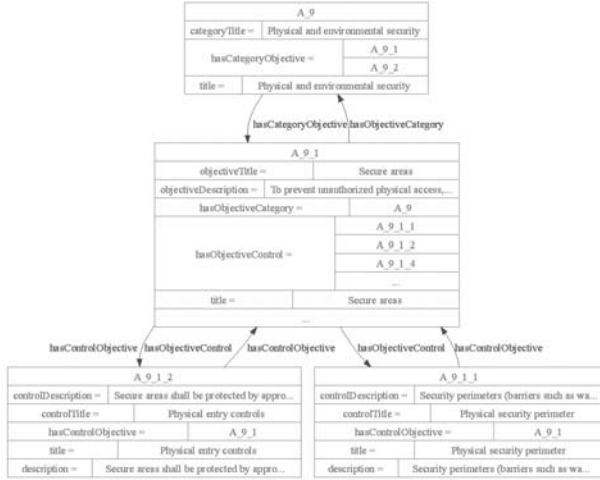 A_9
categoryTitle = Physical and environmental security
hasCategoryObjective = A_9_1
A_9_2
title = Physical and environmental security
hasCategoryObjective hasObjectiveCategory
A_9_1
objectiveTitle = Secure areas
objectiveDescription = To prevent unauthorized physical access,...
hasObjectiveCategory = A_9
hasObjectiveControl = A_9_1_1
A_9_1_2
A_9_1_4
...
title = Secure areas
...
hasControlObjective hasObjectiveControl hasControlObjective hasObjectiveControl hasControlObjective
A_9_1_2
controlDescription = Secure areas shall be protected by appro...
controlTitle = Physical entry controls
hasControlObjective = A_9_1
title = Physical entry controls
description = Secure areas shall be protected by appro...
A_9_1_1
controlDescription = Security perimeters (barriers such as wa...
controlTitle = Physical security perimeter
hasControlObjective = A_9_1
title = Physical security perimeter
description = Security perimeters (barriers such as wa...